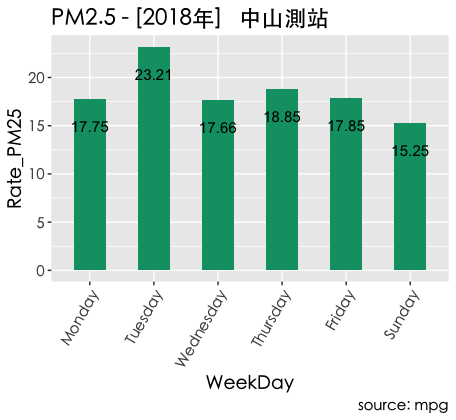 PM2.5 - [2018年] 中山測站
Rate_PM25
20
15
10
5
0
17.75
23.21
17.66
18.85
17.85
15.25
Monday
Tuesday
Wednesday
Thursday
Friday
Sunday
WeekDay
source: mpg